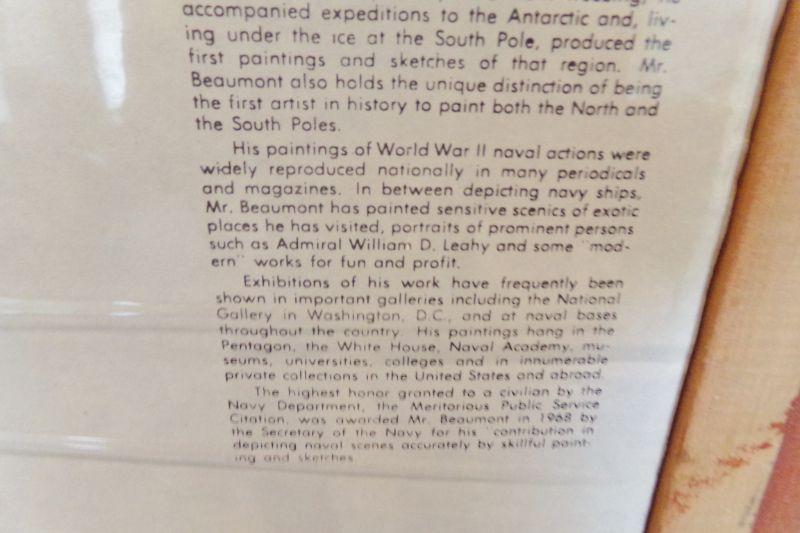 accompanied expeditions to the Antarctic and, liv-
ing under the ice at the South Pole, produced the
first paintings and sketches of that region. Mr.
Beaumont also holds the unique distinction of being
the first artist in history to paint both the North and
the South Poles.
His paintings of World War II naval actions were
widely reproduced nationally in many periodicals
and magazines. In between depicting navy ships,
Mr. Beaumont has painted sensitive scenics of exotic
places he has visited, portraits of prominent persons
such as Admiral William D. Leahy and some "mod-
ern" works for fun and profit.
Exhibitions of his work have frequently been
shown in important galleries including the National
Gallery in Washington, D.C., and at naval bases
throughout the country. His paintings hang in the
Pentagon, the White House, Naval Academy, mu-
seums, universities, colleges and in innumerable
private collections in the United States and abroad.
The highest honor granted to a civilian by the
Navy Department, the Meritorious Public Service
Citation, was awarded Mr. Beaumont in 1968 by
the Secretary of the Navy for his "contribution in
depicting naval scenes accurately by skillful paint-
ing and sketches